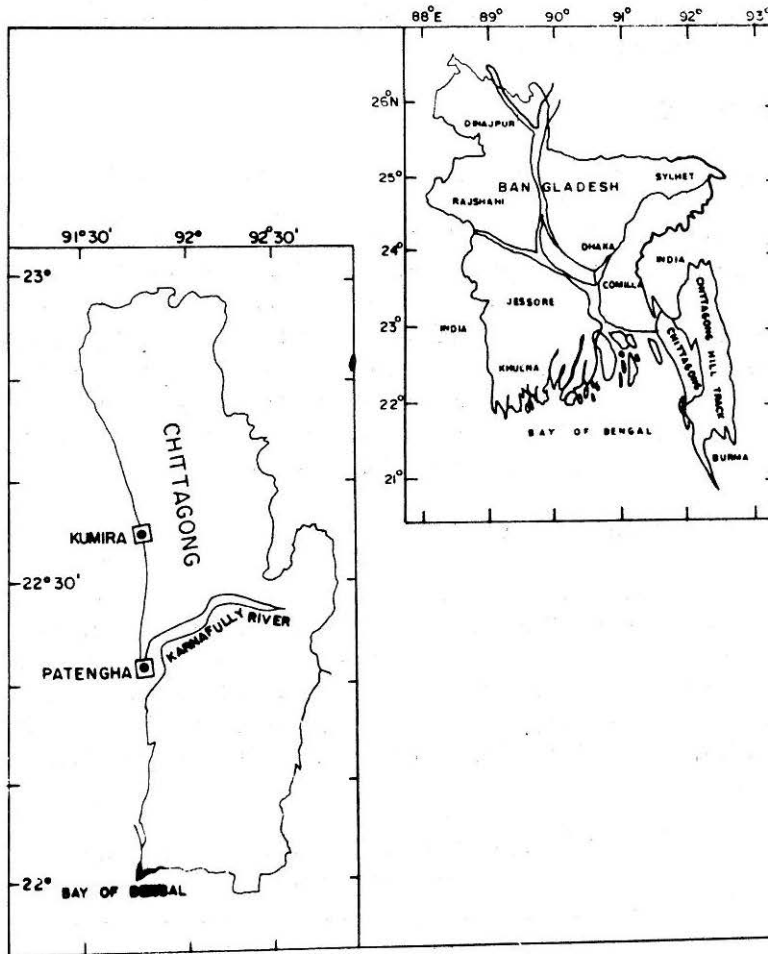 88°E 89° 90° 91° 92° 93°
26°N
25°
24°
23°
22°
21°
DINAJPUR
SYLHET
BANGLADESH
RAJSHAHI
DHAKA
INDIA
COMILLA
JESSORE
CHITTAGONG HILL TRACK
CHITTAGONG
INDIA
KHULNA
BAY OF BENGAL
BURMA
91°30' 92° 92°30'
23°
CHITTAGONG
KUMIRA
22°30'
KARNAFULLY RIVER
PATENGHA
22°
BAY OF BENGAL